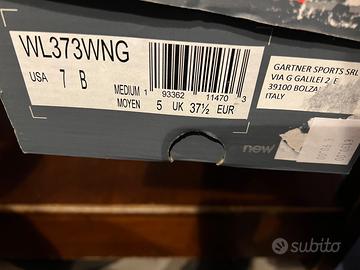 WL373WNG
USA 7 B
MEDIUM
MOYEN
1 93362 11470 3
5 UK 37½ EUR
GARTNER SPORTS SRL
VIA G GALILEI 2 E
39100 BOLZA
ITALY
new
subito